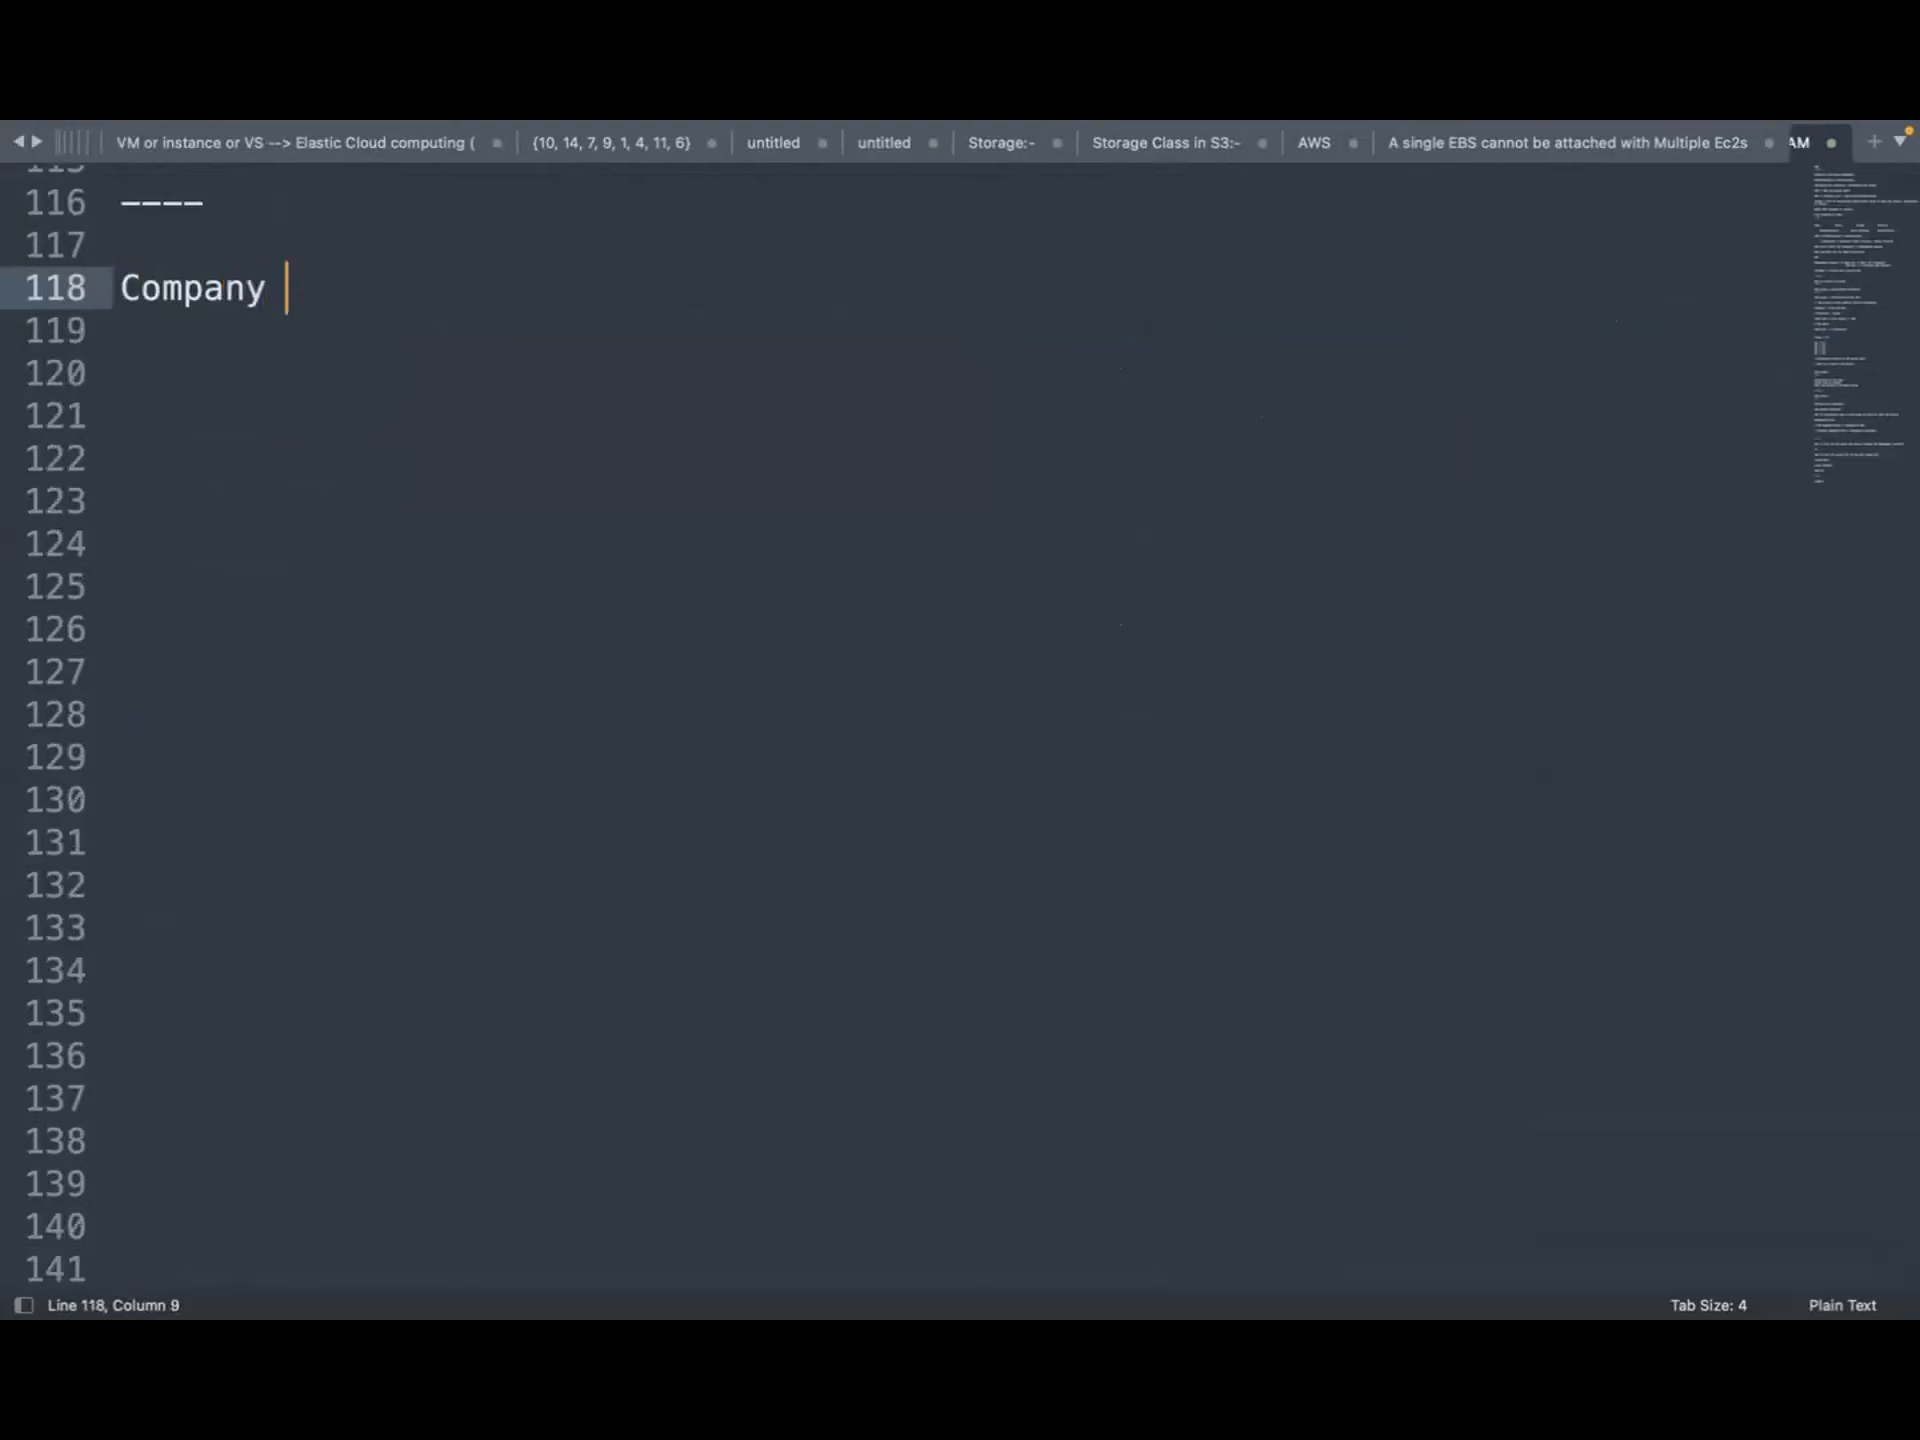 VM or instance or VS --> Elastic Cloud computing (
{10, 14, 7, 9, 1, 4, 11, 6}
untitled
untitled
Storage:-
Storage Class in S3:-
AWS
A single EBS cannot be attached with Multiple Ec2s
AM
115
116 ----
117
118 Company
119
120
121
122
123
124
125
126
127
128
129
130
131
132
133
134
135
136
137
138
139
140
141
Line 118, Column 9
Tab Size: 4
Plain Text